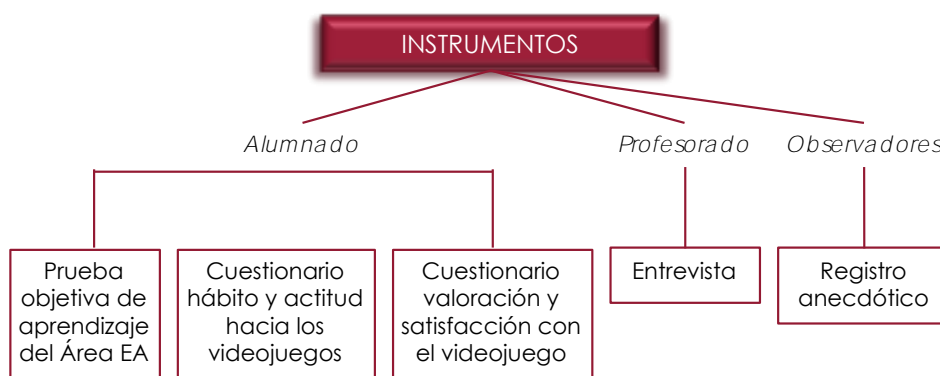 INSTRUMENTOS
Alumnado
Profesorado
Observadores
Prueba
objetiva de
aprendizaje
del Área EA
Cuestionario
hábito y actitud
hacia los
videojuegos
Cuestionario
valoración y
satisfacción con
el videojuego
Entrevista
Registro
anecdótico